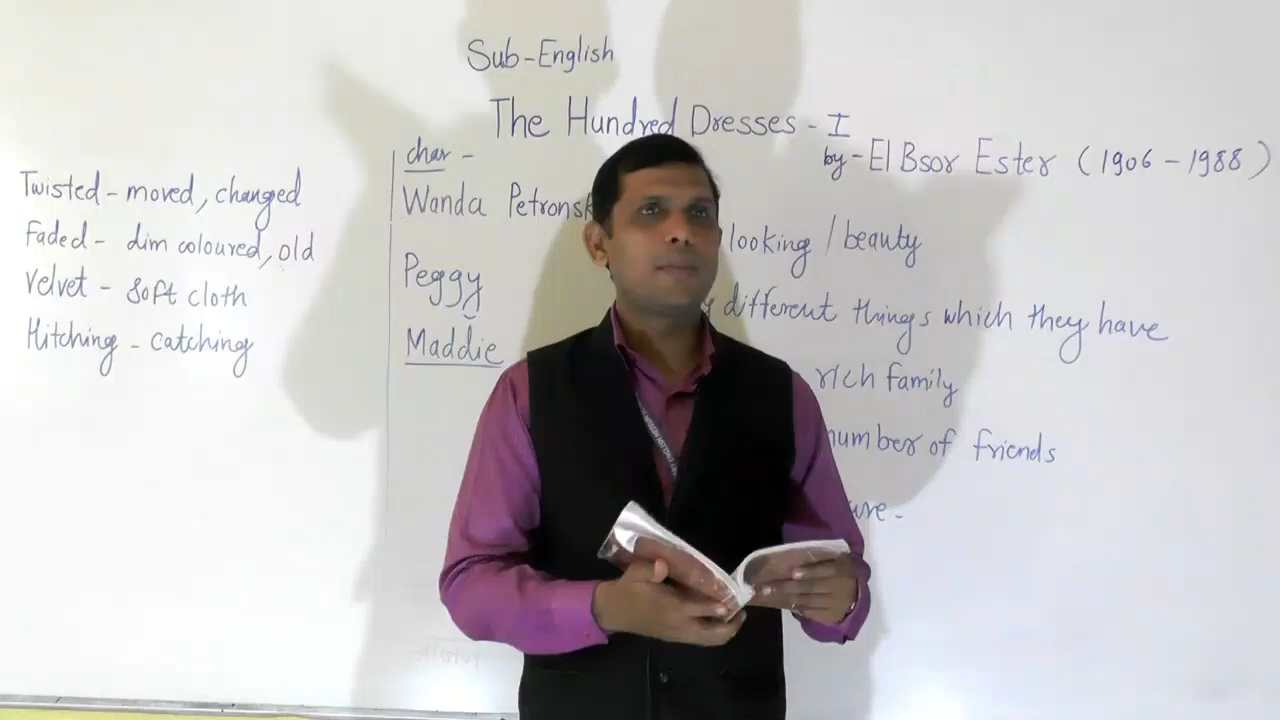 Sub-English
The Hundred Dresses - I
by - El Bsor Ester (1906 - 1988)
Twisted - moved, changed
Faded - dim coloured, old
Velvet - soft cloth
Hitching - catching
char -
Wanda Petronsk
Peggy
Maddie
looking / beauty
different things which they have
rich family
number of friends